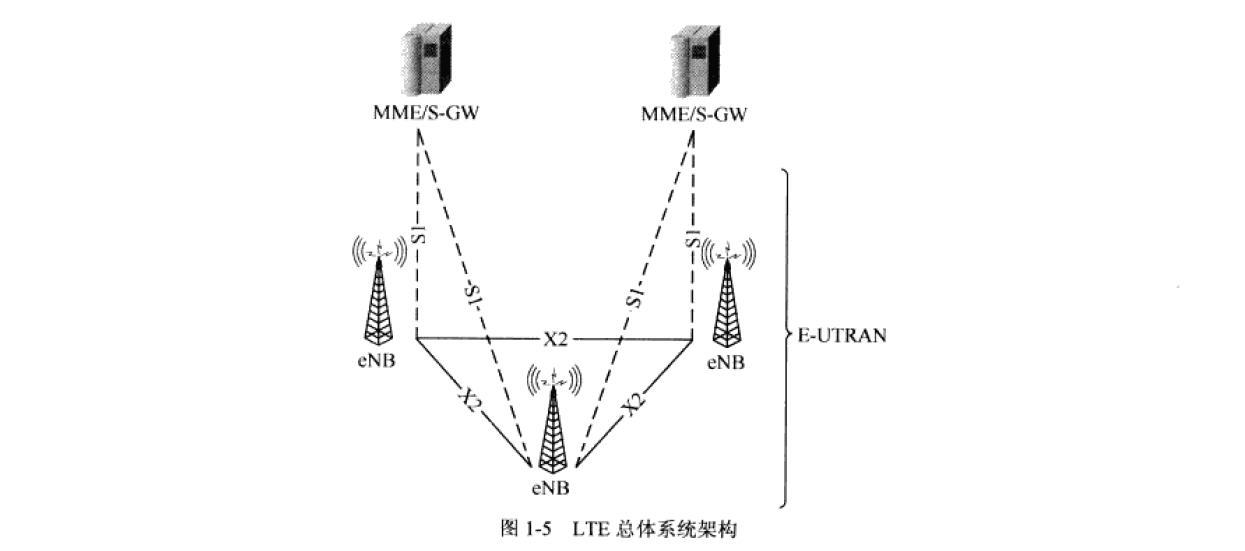 MME/S-GW
MME/S-GW
S1
S1
S1
S1
X2
E-UTRAN
eNB
eNB
X2
X2
eNB
图 1-5 LTE 总体系统架构